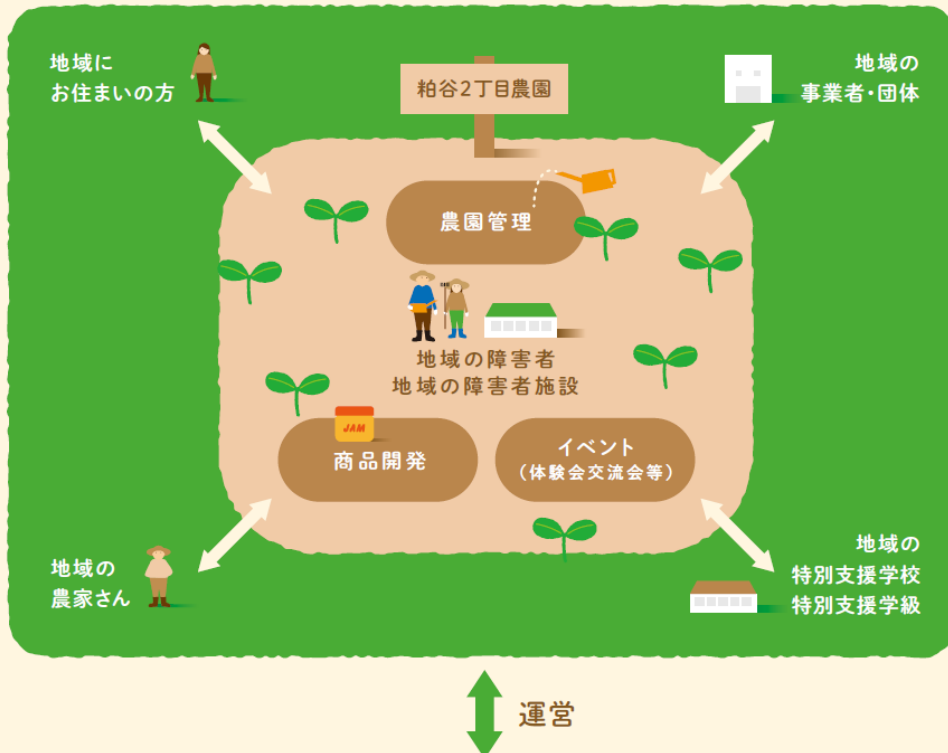 地域に
お住まいの方
粕谷2丁目農園
地域の
事業者・団体
農園管理
地域の障害者
地域の障害者施設
JAM
商品開発
イベント
（体験会交流会等）
地域の
農家さん
地域の
特別支援学校
特別支援学級
運営